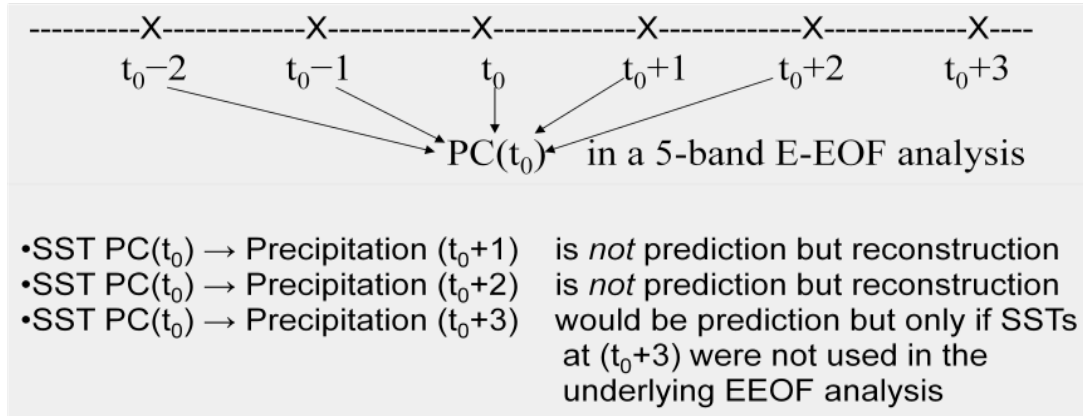 ----------X-------------X-------------X-------------X-------------X-------------X----
t₀−2 t₀−1 t₀ t₀+1 t₀+2 t₀+3
PC(t₀) in a 5-band E-EOF analysis
•SST PC(t₀) → Precipitation (t₀+1) is not prediction but reconstruction
•SST PC(t₀) → Precipitation (t₀+2) is not prediction but reconstruction
•SST PC(t₀) → Precipitation (t₀+3) would be prediction but only if SSTs
at (t₀+3) were not used in the
underlying EEOF analysis